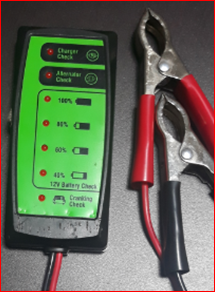 Charger
Check
Alternator
Check
100%
80%
60%
40%
12V Battery Check
Cranking
Check